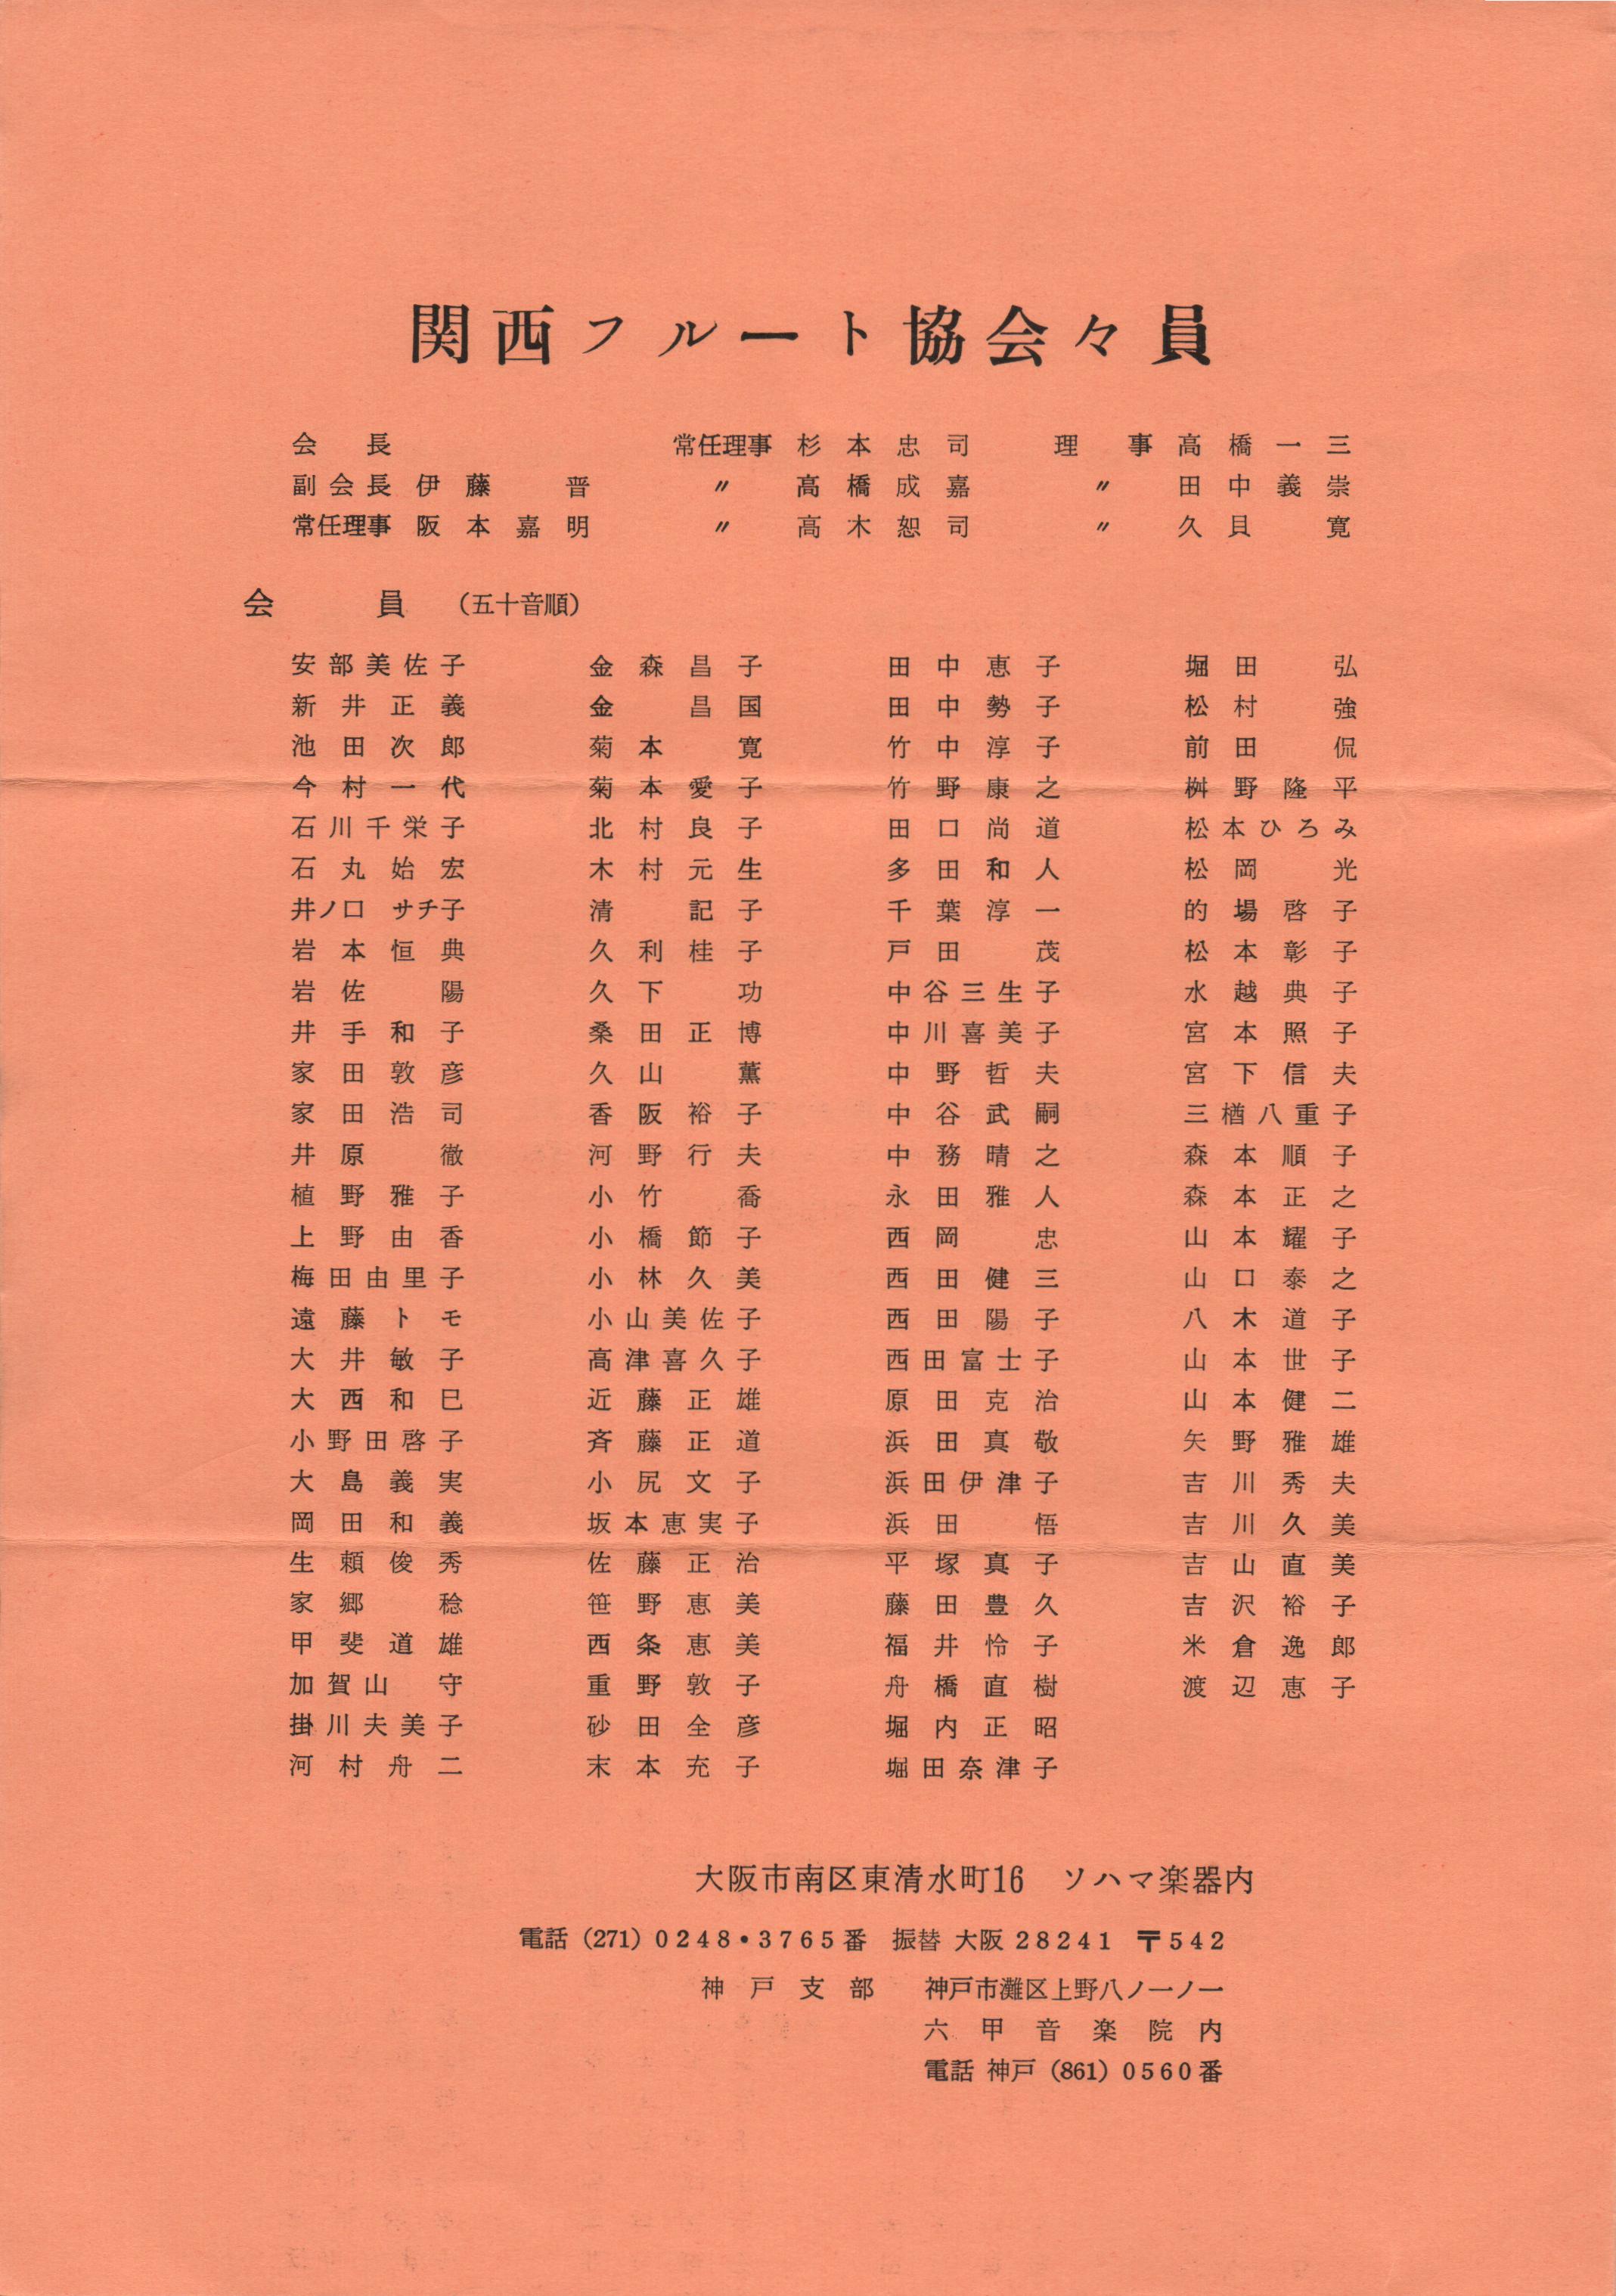 関西フルート協会々員
会長 常任理事 杉本忠司 理事 高橋一三
副会長 伊藤晋 〃 高橋成嘉 〃 田中義崇
常任理事 阪本嘉明 〃 高木恕司 〃 久貝寛
会員 (五十音順)
安部美佐子 金森昌子 田中恵子 堀田弘
新井正義 金昌国 田中勢子 松村強
池田次郎 菊本寛 竹中淳子 前田侃
今村一代 菊本愛子 竹野康之 桝野隆平
石川千栄子 北村良子 田口尚道 松本ひろみ
石丸始宏 木村元生 多田和人 松岡光
井ノ口サチ子 清記子 千葉淳一 的場啓子
岩本恒典 久利桂子 戸田茂 松本彰子
岩佐陽 久下功 中谷三生子 水越典子
井手和子 桑田正博 中川喜美子 宮本照子
家田敦彦 久山薫 中野哲夫 宮下信夫
家田浩司 香阪裕子 中谷武嗣 三楢八重子
井原徹 河野行夫 中務晴之 森本順子
植野雅子 小竹喬 永田雅人 森本正之
上野由香 小橋節子 西岡忠 山本耀子
梅田由里子 小林久美 西田健三 山口泰之
遠藤トモ 小山美佐子 西田陽子 八木道子
大井敏子 高津喜久子 西田富士子 山本世子
大西和巳 近藤正雄 原田克治 山本健二
小野田啓子 斉藤正道 浜田真敬 矢野雅雄
大島義実 小尻文子 浜田伊津子 吉川秀夫
岡田和義 坂本恵実子 浜田悟 吉川久美
生頼俊秀 佐藤正治 平塚真子 吉山直美
家郷稔 笹野恵美 藤田豊久 吉沢裕子
甲斐道雄 西条恵美 福井怜子 米倉逸郎
加賀山守 重野敦子 舟橋直樹 渡辺恵子
掛川夫美子 砂田全彦 堀内正昭
河村舟二 末本充子 堀田奈津子
大阪市南区東清水町16 ソハマ楽器内
電話 (271) 0248・3765番 振替 大阪 28241 〒542
神戸支部 神戸市灘区上野八ノ一ノ一
六甲音楽院内
電話 神戸 (861) 0560番